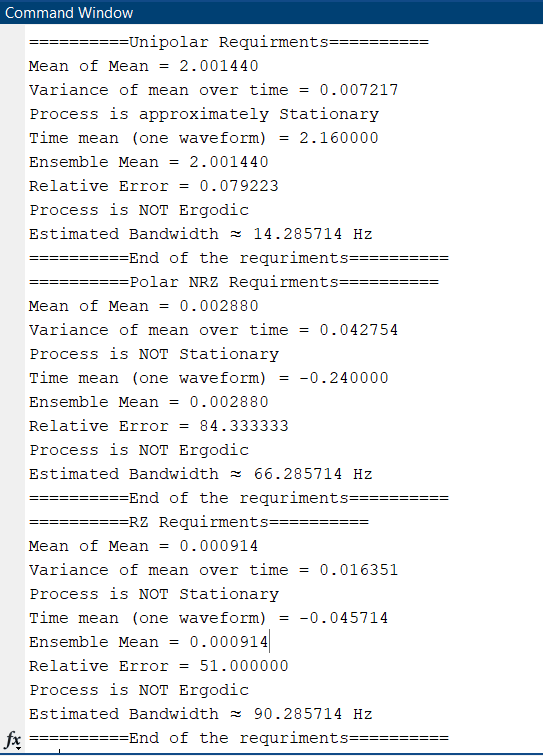 Command Window
==========Unipolar Requirments==========
Mean of Mean = 2.001440
Variance of mean over time = 0.007217
Process is approximately Stationary
Time mean (one waveform) = 2.160000
Ensemble Mean = 2.001440
Relative Error = 0.079223
Process is NOT Ergodic
Estimated Bandwidth ≈ 14.285714 Hz
==========End of the requriments==========
==========Polar NRZ Requirments==========
Mean of Mean = 0.002880
Variance of mean over time = 0.042754
Process is NOT Stationary
Time mean (one waveform) = -0.240000
Ensemble Mean = 0.002880
Relative Error = 84.333333
Process is NOT Ergodic
Estimated Bandwidth ≈ 66.285714 Hz
==========End of the requriments==========
==========RZ Requirments==========
Mean of Mean = 0.000914
Variance of mean over time = 0.016351
Process is NOT Stationary
Time mean (one waveform) = -0.045714
Ensemble Mean = 0.000914
Relative Error = 51.000000
Process is NOT Ergodic
Estimated Bandwidth ≈ 90.285714 Hz
fx ==========End of the requriments==========